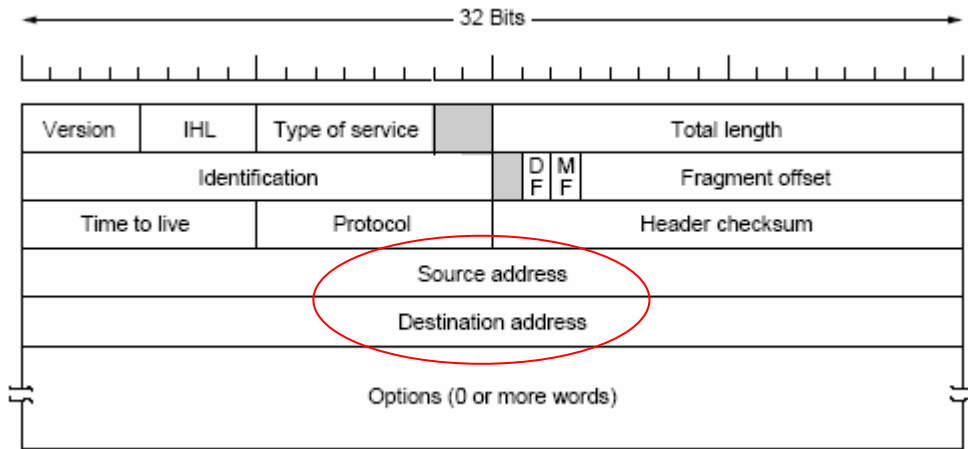 32 Bits
Version IHL Type of service Total length
Identification D F M F Fragment offset
Time to live Protocol Header checksum
Source address
Destination address
Options (0 or more words)